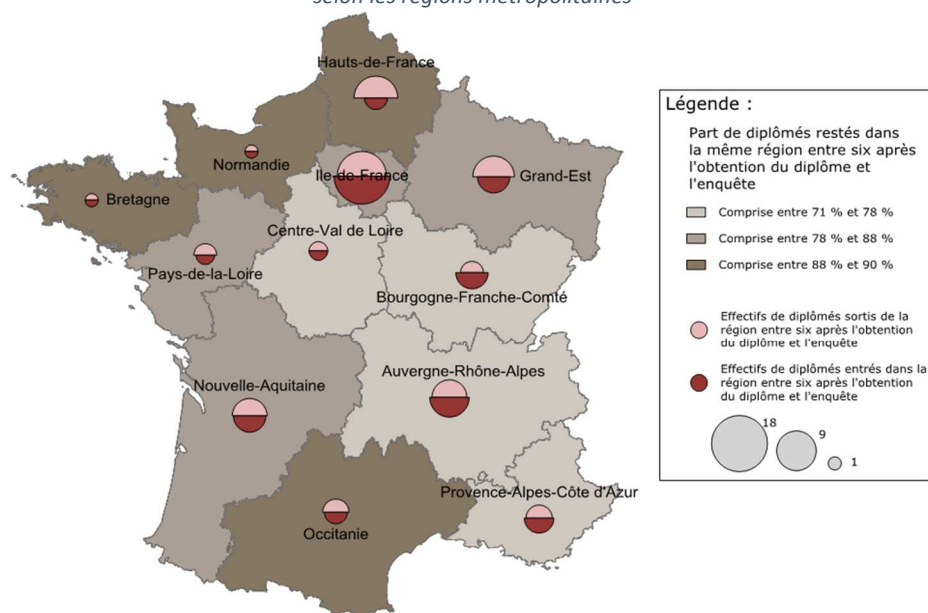 selon les régions métropolitaines
Hauts-de-France
Normandie
Ile-de-France
Grand-Est
Bretagne
Centre-Val de Loire
Pays-de-la-Loire
Bourgogne-Franche-Comté
Auvergne-Rhône-Alpes
Nouvelle-Aquitaine
Provence-Alpes-Côte d'Azur
Occitanie
Légende :
Part de diplômés restés dans
la même région entre six après
l'obtention du diplôme et
l'enquête
Comprise entre 71 % et 78 %
Comprise entre 78 % et 88 %
Comprise entre 88 % et 90 %
Effectifs de diplômés sortis de la
région entre six après l'obtention
du diplôme et l'enquête
Effectifs de diplômés entrés dans la
région entre six après l'obtention
du diplôme et l'enquête
18
9
1